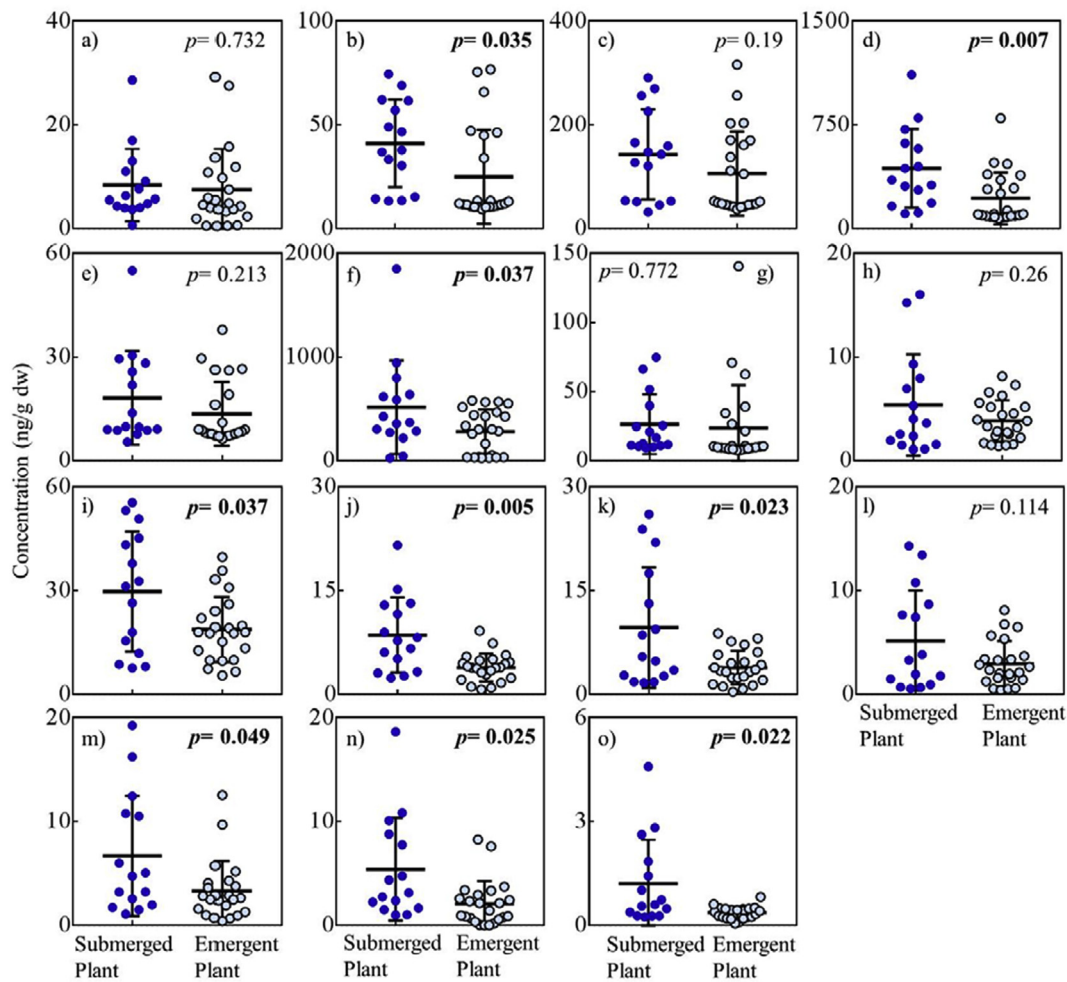 Concentration (ng/g dw)
40
20
0
a)
p= 0.732
100
50
0
b)
p= 0.035
400
200
0
c)
p= 0.19
1500
750
0
d)
p= 0.007
60
30
0
e)
p= 0.213
2000
1000
0
f)
p= 0.037
150
100
50
0
p= 0.772
g)
20
10
0
h)
p= 0.26
60
30
0
i)
p= 0.037
30
15
0
j)
p= 0.005
30
15
0
k)
p= 0.023
20
10
0
l)
p= 0.114
Submerged
Plant
Emergent
Plant
20
10
0
m)
p= 0.049
Submerged
Plant
Emergent
Plant
20
10
0
n)
p= 0.025
Submerged
Plant
Emergent
Plant
6
3
0
o)
p= 0.022
Submerged
Plant
Emergent
Plant